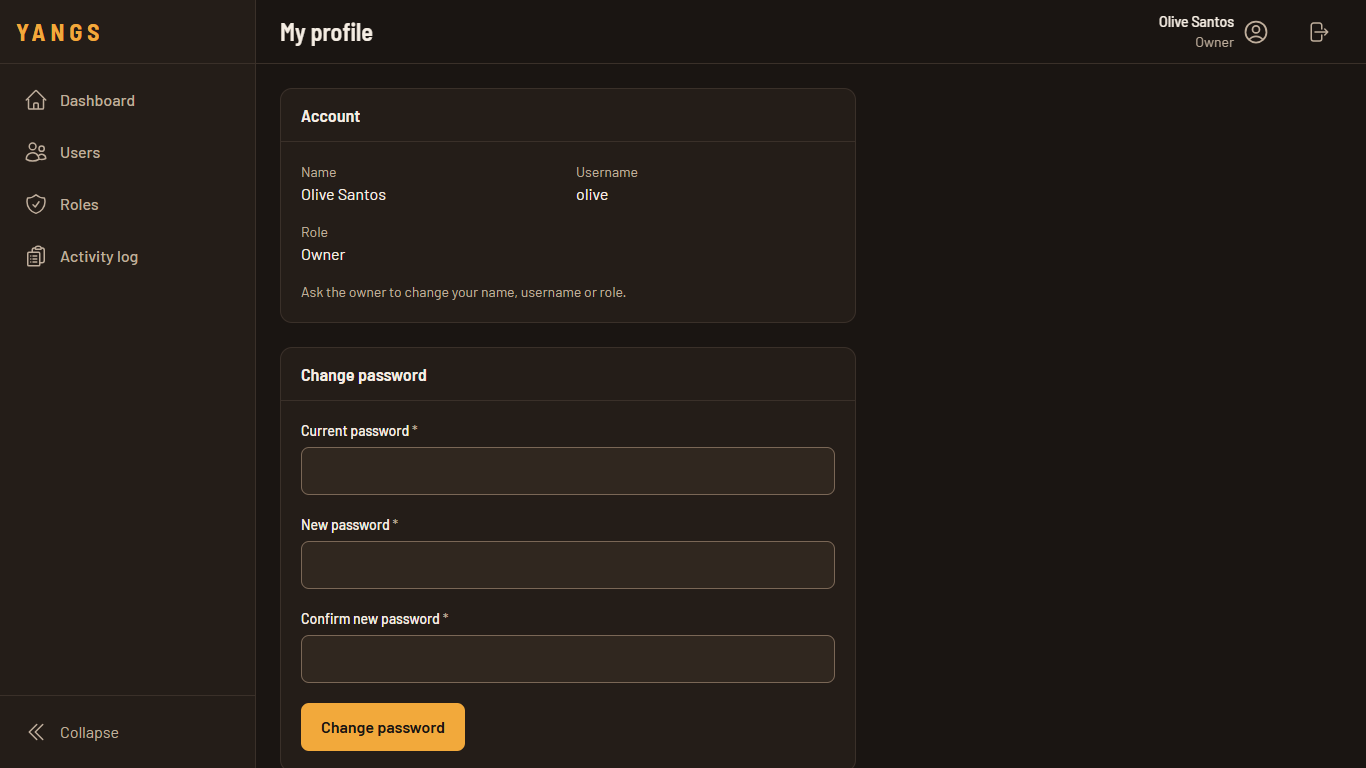 YANGS
My profile
Olive Santos
Owner
Dashboard
Users
Roles
Activity log
Collapse
Account
Name
Olive Santos
Username
olive
Role
Owner
Ask the owner to change your name, username or role.
Change password
Current password *
New password *
Confirm new password *
Change password